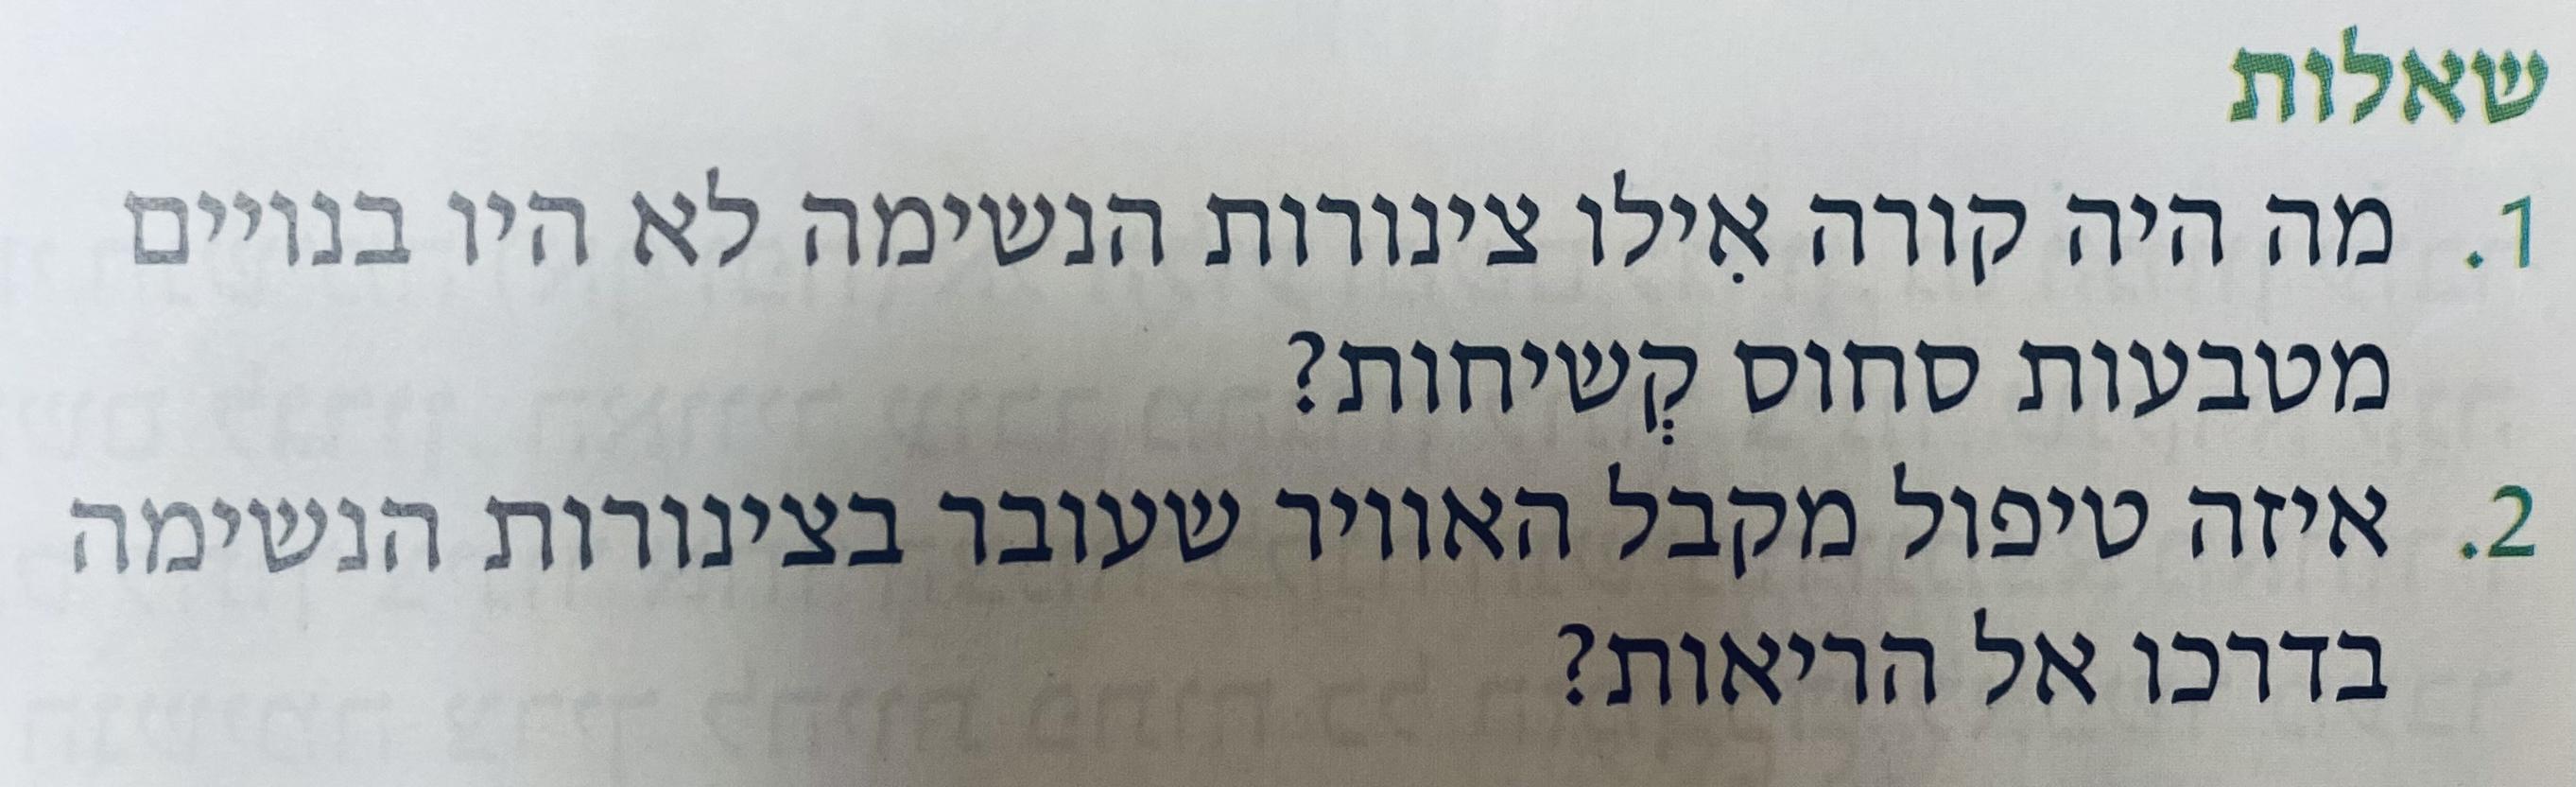 שאלות
1. מה היה קורה אִילו צינורות הנשימה לא היו בנויים
מטבעות סחוס קְשיחות?
2. איזה טיפול מקבל האוויר שעובר בצינורות הנשימה
בדרכו אל הריאות?